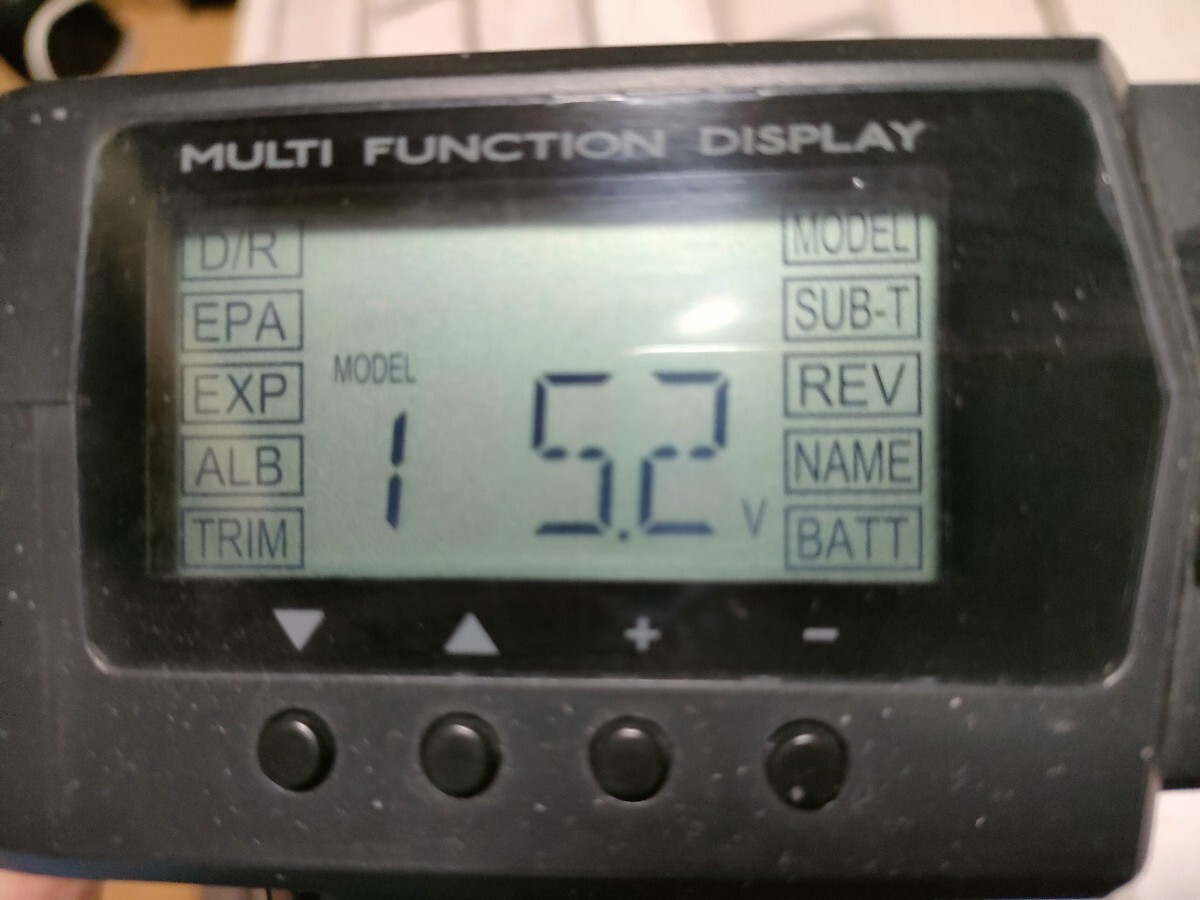 MULTI FUNCTION DISPLAY
D/R
EPA
EXP
ALB
TRIM
MODEL
1
5.2 V
MODEL
SUB-T
REV
NAME
BATT
▼ ▲ + −